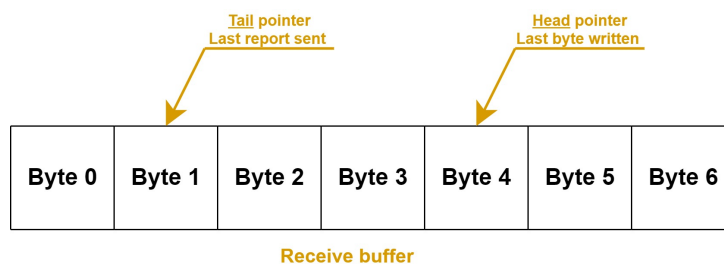 Tail pointer
Last report sent
Head pointer
Last byte written
Byte 0
Byte 1
Byte 2
Byte 3
Byte 4
Byte 5
Byte 6
Receive buffer